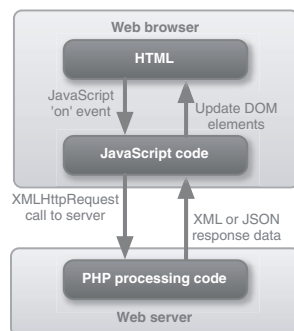 Web browser
HTML
JavaScript
'on' event
Update DOM
elements
JavaScript code
XMLHttpRequest
call to server
XML or JSON
response data
PHP processing code
Web server